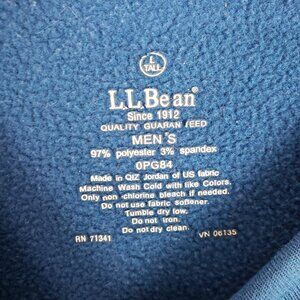 L
TALL
L.L.Bean®
Since 1912
QUALITY GUARANTEED
MEN'S
97% polyester 3% spandex
0PG84
Made in QIZ Jordan of US fabric
Machine Wash Cold with like Colors.
Only non chlorine bleach if needed.
Do not use fabric softener.
Tumble dry low.
Do not iron.
Do not dry clean.
RN 71341
VN 06135